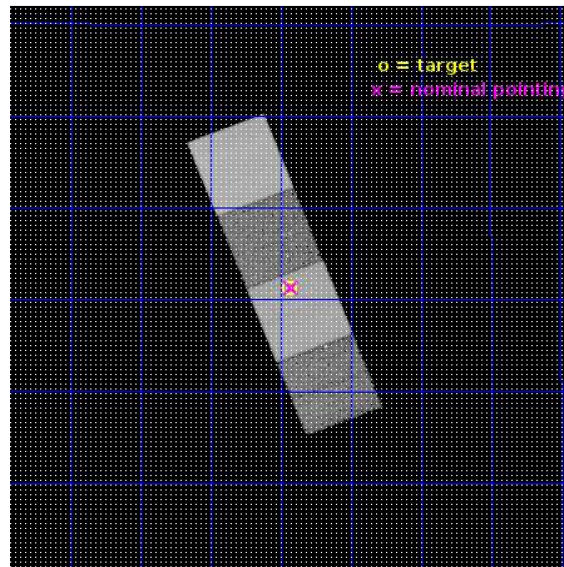 o = target
x = nominal pointin